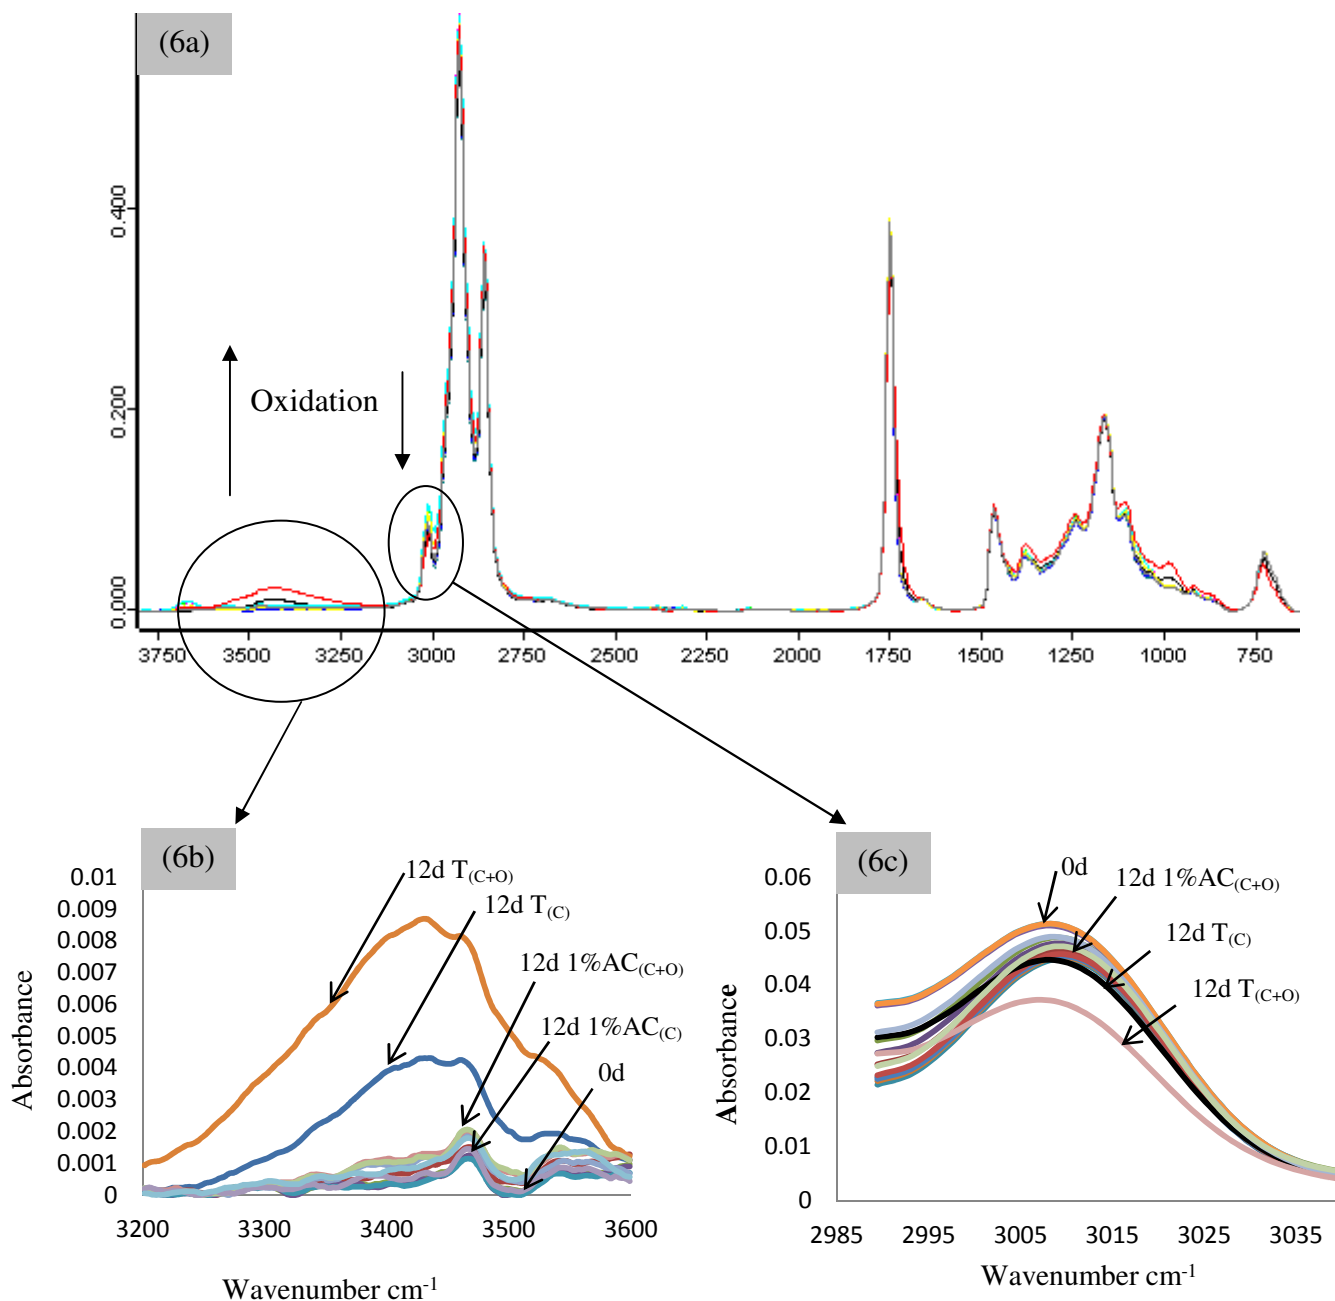 (6a)
0.400
0.200
0.000
Oxidation
3750 3500 3250 3000 2750 2500 2250 2000 1750 1500 1250 1000 750
(6b)
0.01
0.009
0.008
0.007
0.006
0.005
0.004
0.003
0.002
0.001
0
Absorbance
12d T(C+O)
12d T(C)
12d 1%AC(C+O)
12d 1%AC(C)
0d
3200 3300 3400 3500 3600
Wavenumber cm-1
(6c)
0.06
0.05
0.04
0.03
0.02
0.01
0
Absorbance
0d
12d 1%AC(C+O)
12d T(C)
12d T(C+O)
2985 2995 3005 3015 3025 3035
Wavenumber cm-1